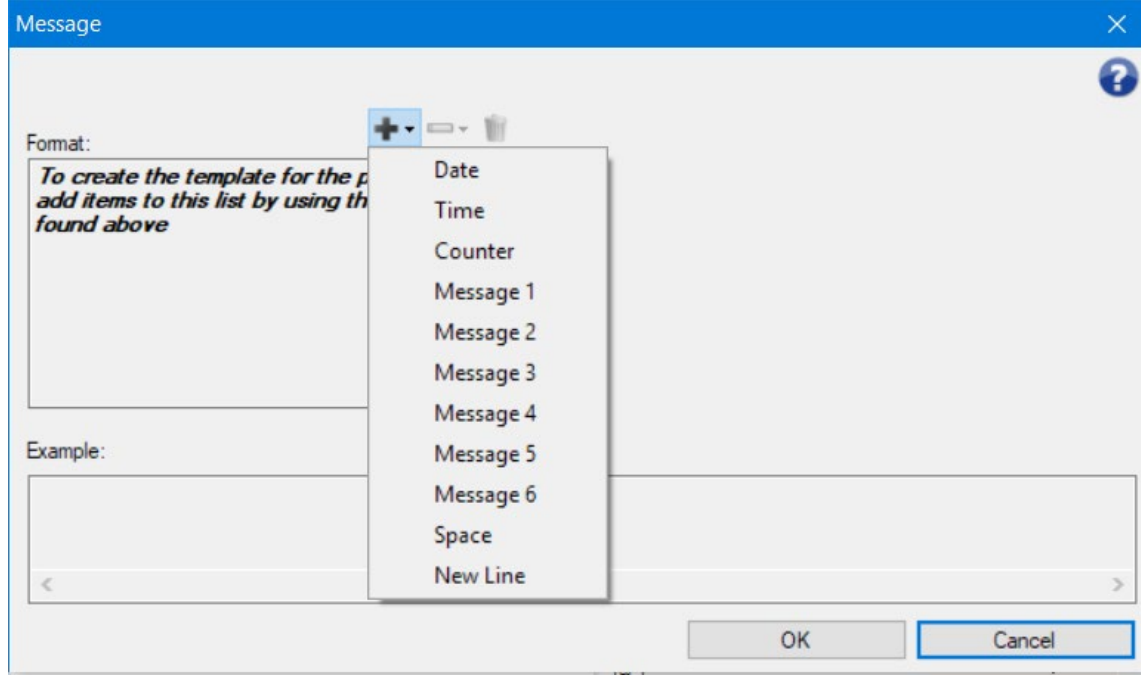 Message
Format:
To create the template for the p
add items to this list by using th
found above
Date
Time
Counter
Message 1
Message 2
Message 3
Message 4
Message 5
Message 6
Space
New Line
Example:
OK
Cancel